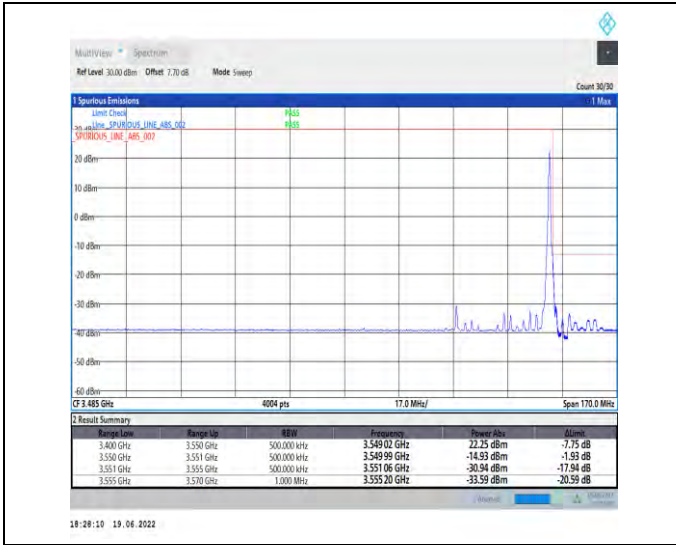 MultiView Spectrum
Ref Level 30.00 dBm Offset 7.70 dB Mode Sweep
Count 30/30
1 Spurious Emissions 1 Max
Limit Check PASS
Line _SPURIOUS_LINE_ABS_002 PASS
_SPURIOUS_LINE_ABS_002
20 dBm
10 dBm
0 dBm
-10 dBm
-20 dBm
-30 dBm
-40 dBm
-50 dBm
-60 dBm
CF 3.485 GHz 4004 pts 17.0 MHz/ Span 170.0 MHz
2 Result Summary
Range Low Range Up RBW Frequency Power Abs ΔLimit
3.400 GHz 3.550 GHz 500.000 kHz 3.549 02 GHz 22.25 dBm -7.75 dB
3.550 GHz 3.551 GHz 500.000 kHz 3.549 99 GHz -14.93 dBm -1.93 dB
3.551 GHz 3.555 GHz 500.000 kHz 3.551 06 GHz -30.94 dBm -17.94 dB
3.555 GHz 3.570 GHz 1.000 MHz 3.555 20 GHz -33.59 dBm -20.59 dB
18:28:10 19.06.2022